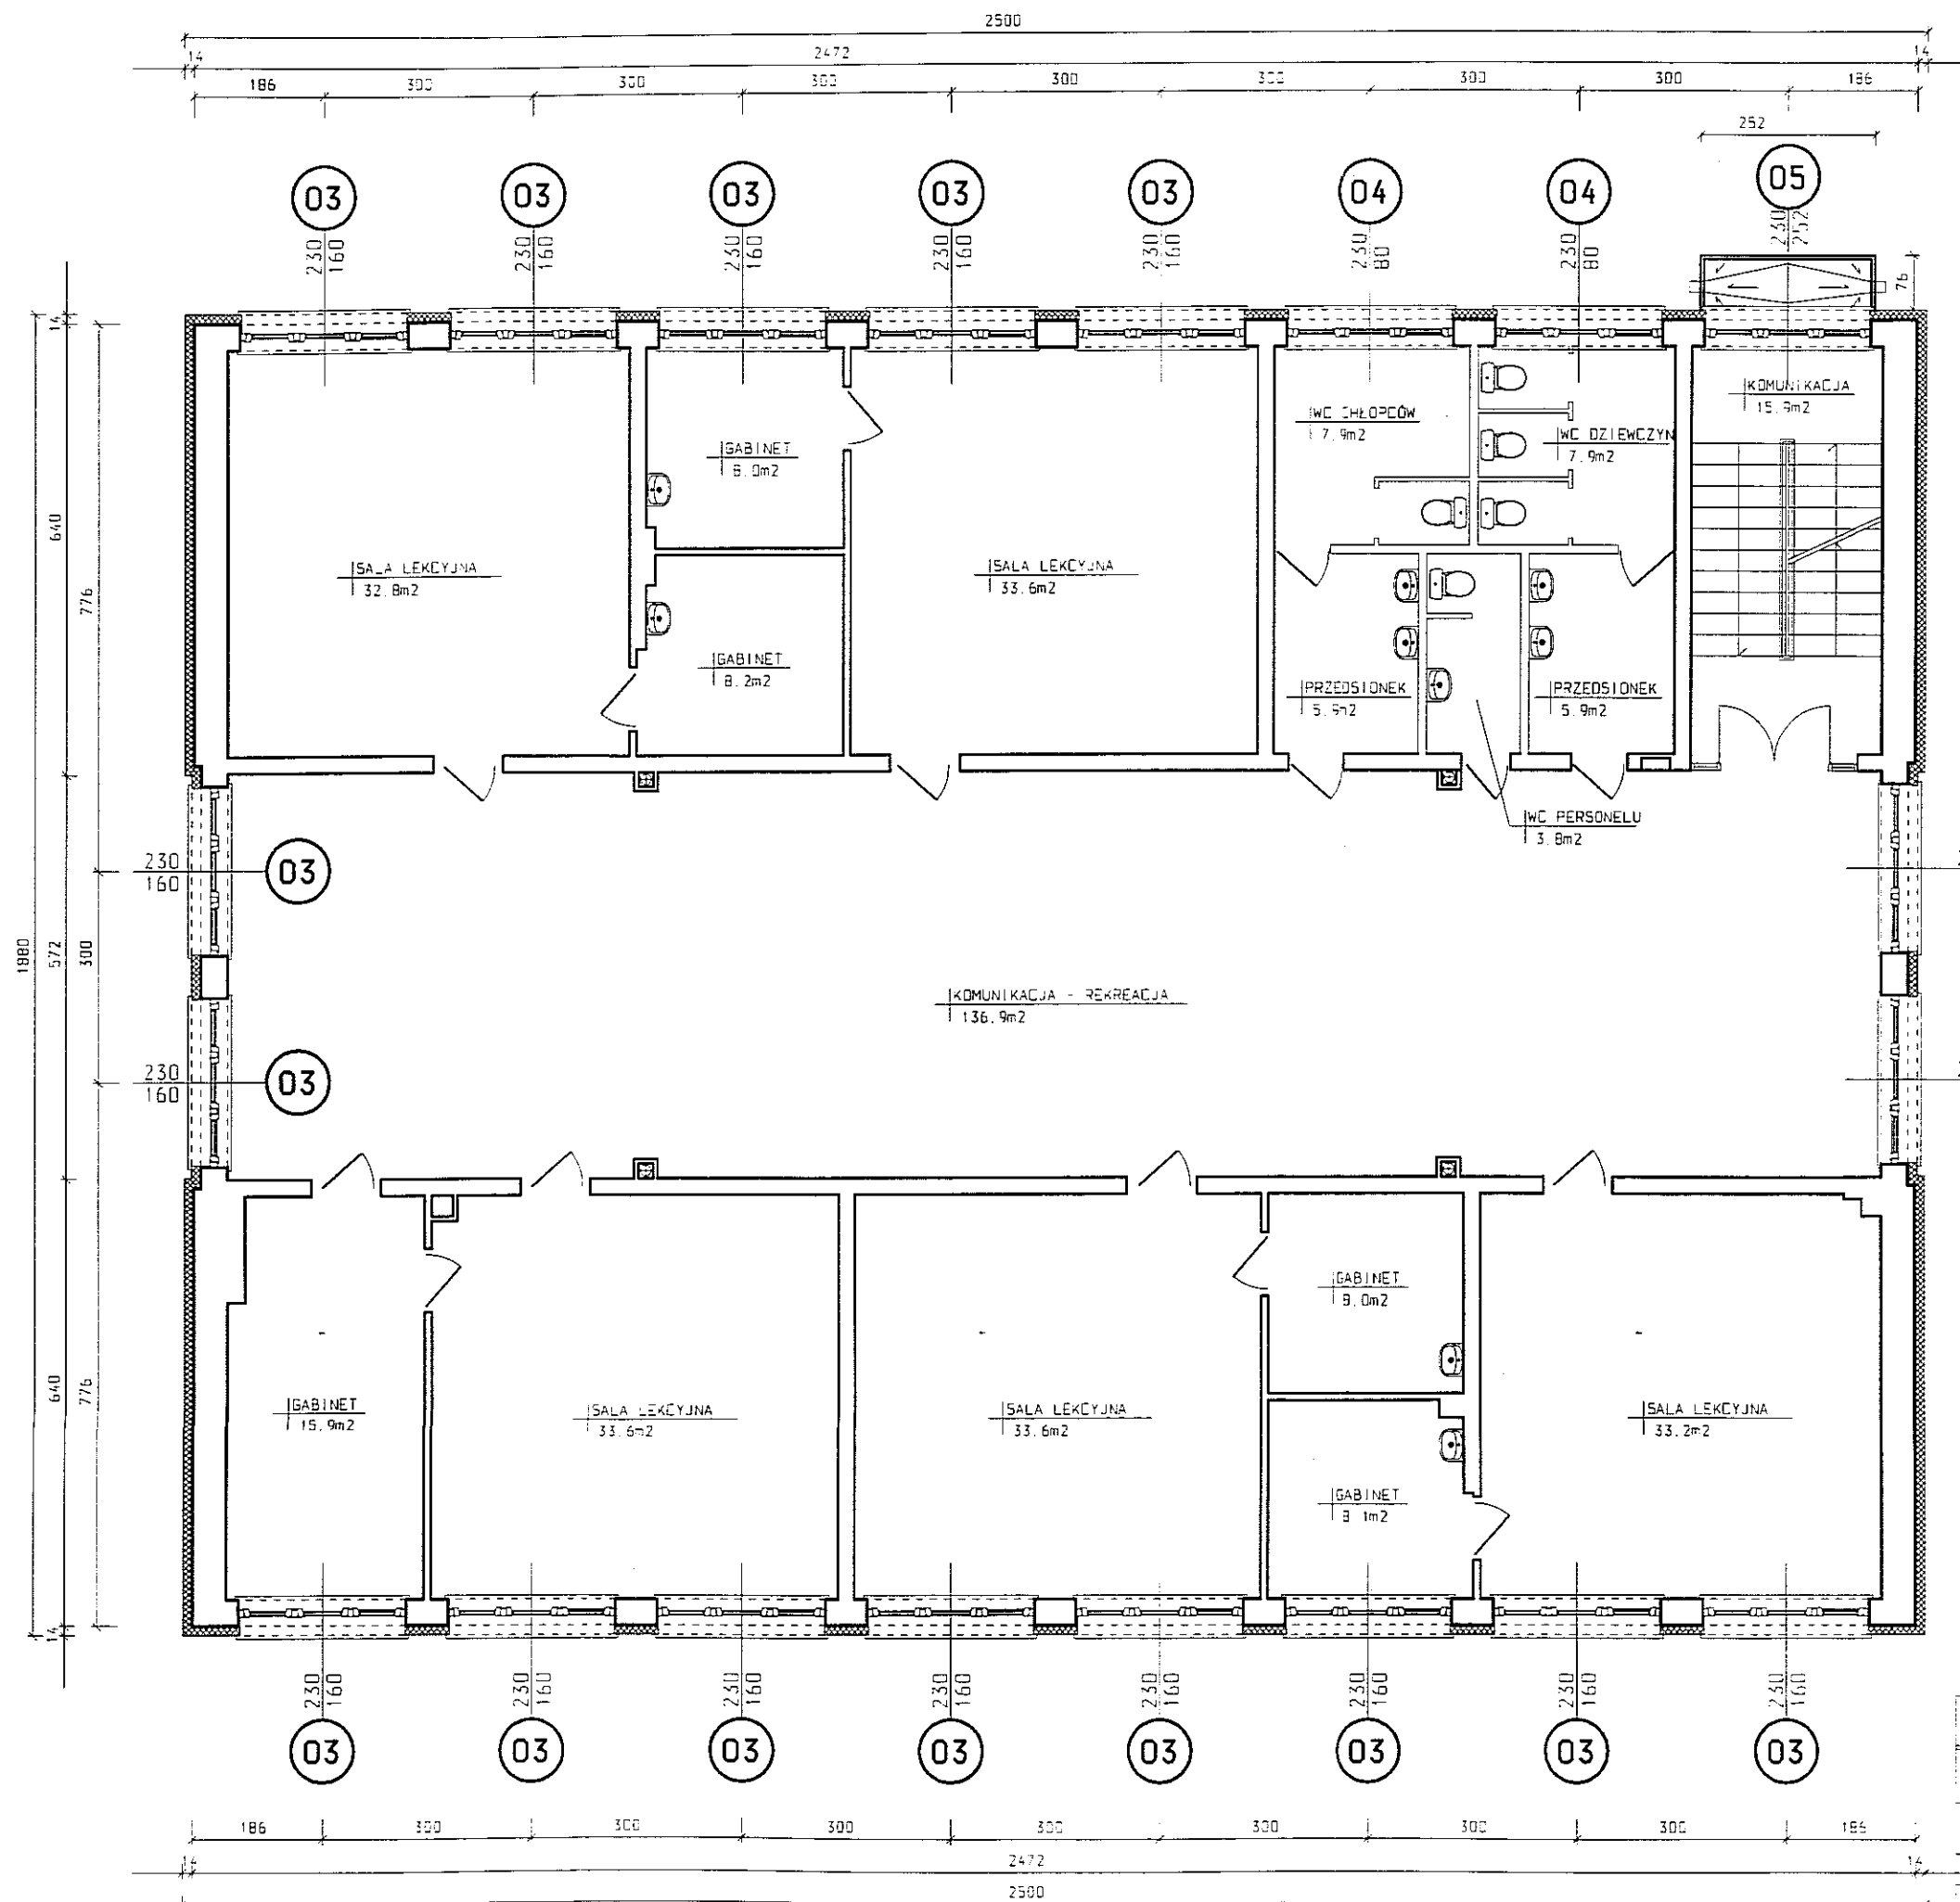 2500
14 2472 14
186 300 300 300 300 300 300 300 186
252
03 03 03 03 03 04 04 05
230 230 230 230 230 230 230 230
160 160 160 160 160 80 80 252
76
14
640
776
1980
572
300
640
776
14
KOMUNIKACJA
15.9m2
WC CHŁOPCÓW
7.9m2
WC DZIEWCZYN
7.9m2
GABINET
SALA LEKCYJNA
32.8m2
SALA LEKCYJNA
33.6m2
GABINET
8.2m2
PRZEDSIONEK
5.9m2
PRZEDSIONEK
5.9m2
WC PERSONELU
3.8m2
230
160
03
KOMUNIKACJA - REKREACJA
136.9m2
230
160
03
GABINET
GABINET
15.9m2
SALA LEKCYJNA
33.6m2
SALA LEKCYJNA
33.6m2
SALA LEKCYJNA
33.2m2
GABINET
230 230 230 230 230 230 230 230
160 160 160 160 160 160 160 160
03 03 03 03 03 03 03 03
186 300 300 300 300 300 300 300 186
14 2472 14
2500